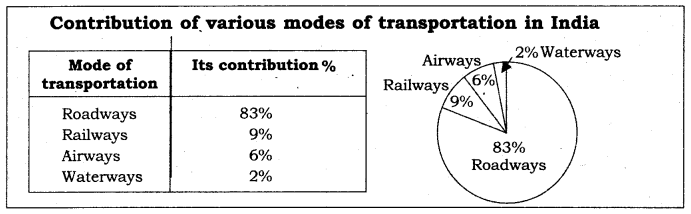 Contribution of various modes of transportation in India
Mode of transportation Its contribution %
Roadways 83%
Railways 9%
Airways 6%
Waterways 2%
2% Waterways
Airways
6%
Railways
9%
83%
Roadways